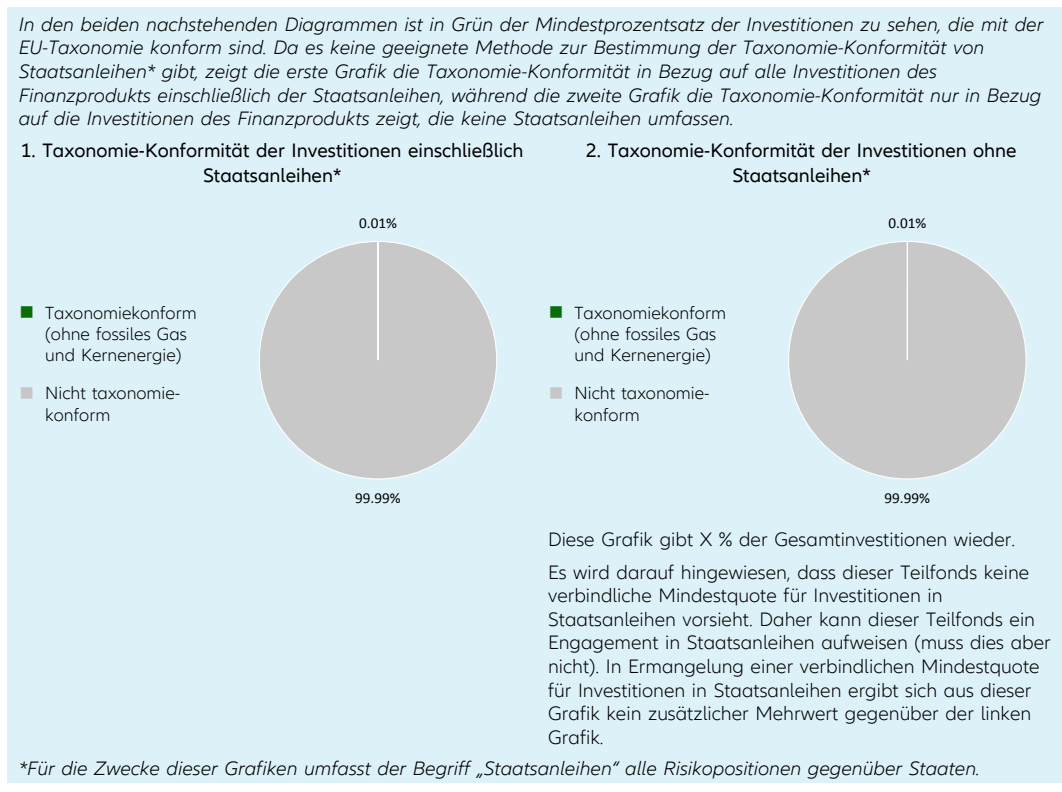 In den beiden nachstehenden Diagrammen ist in Grün der Mindestprozentsatz der Investitionen zu sehen, die mit der
EU-Taxonomie konform sind. Da es keine geeignete Methode zur Bestimmung der Taxonomie-Konformität von
Staatsanleihen* gibt, zeigt die erste Grafik die Taxonomie-Konformität in Bezug auf alle Investitionen des
Finanzprodukts einschließlich der Staatsanleihen, während die zweite Grafik die Taxonomie-Konformität nur in Bezug
auf die Investitionen des Finanzprodukts zeigt, die keine Staatsanleihen umfassen.
1. Taxonomie-Konformität der Investitionen einschließlich
Staatsanleihen*
0.01%
Taxonomiekonform
(ohne fossiles Gas
und Kernenergie)
Nicht taxonomie-
konform
99.99%
2. Taxonomie-Konformität der Investitionen ohne
Staatsanleihen*
0.01%
Taxonomiekonform
(ohne fossiles Gas
und Kernenergie)
Nicht taxonomie-
konform
99.99%
Diese Grafik gibt X % der Gesamtinvestitionen wieder.
Es wird darauf hingewiesen, dass dieser Teilfonds keine
verbindliche Mindestquote für Investitionen in
Staatsanleihen vorsieht. Daher kann dieser Teilfonds ein
Engagement in Staatsanleihen aufweisen (muss dies aber
nicht). In Ermangelung einer verbindlichen Mindestquote
für Investitionen in Staatsanleihen ergibt sich aus dieser
Grafik kein zusätzlicher Mehrwert gegenüber der linken
Grafik.
*Für die Zwecke dieser Grafiken umfasst der Begriff „Staatsanleihen" alle Risikopositionen gegenüber Staaten.